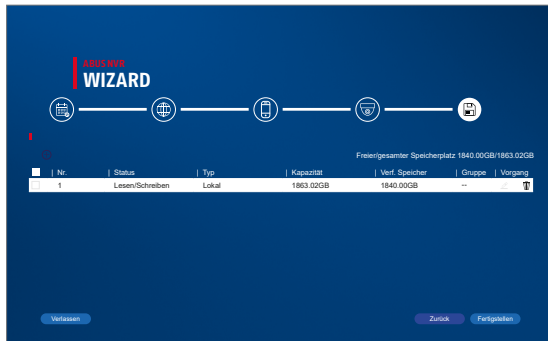 ABUS NVR
WIZARD
Freier/gesamter Speicherplatz 1840.00GB/1863.02GB
| Nr. | Status | Typ | Kapazität | Verf. Speicher | Gruppe | Vorgang
1 Lesen/Schreiben Lokal 1863.02GB 1840.00GB --
Verlassen Zurück Fertigstellen